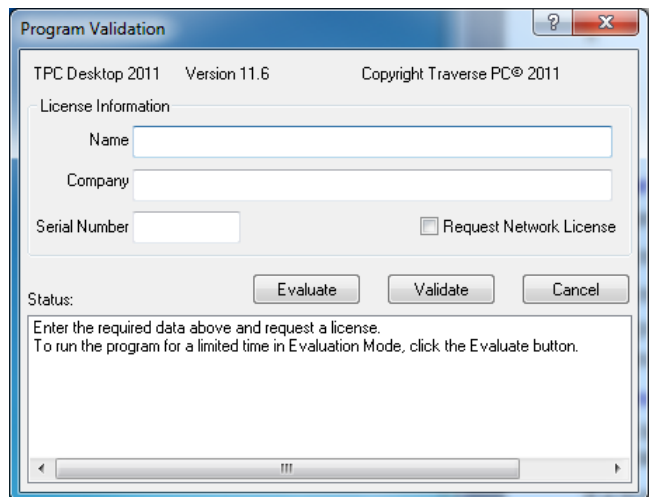 Program Validation
TPC Desktop 2011 Version 11.6 Copyright Traverse PC© 2011
License Information
Name
Company
Serial Number Request Network License
Evaluate Validate Cancel
Status:
Enter the required data above and request a license.
To run the program for a limited time in Evaluation Mode, click the Evaluate button.